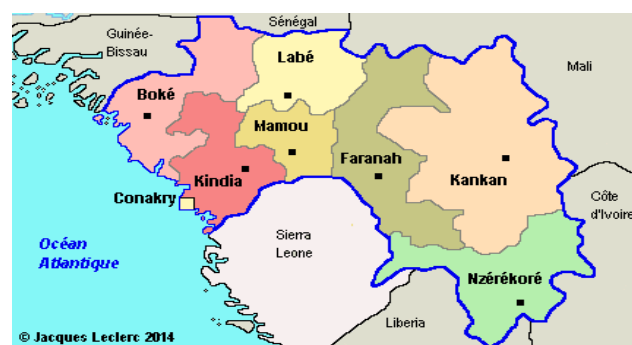 Sénégal
Guinée-
Bissau
Labé
Mali
Boké
Mamou
Faranah
Kindia
Kankan
Conakry
Côte
d'Ivoire
Sierra
Leone
Océan
Atlantique
Nzérékoré
Liberia
© Jacques Leclerc 2014